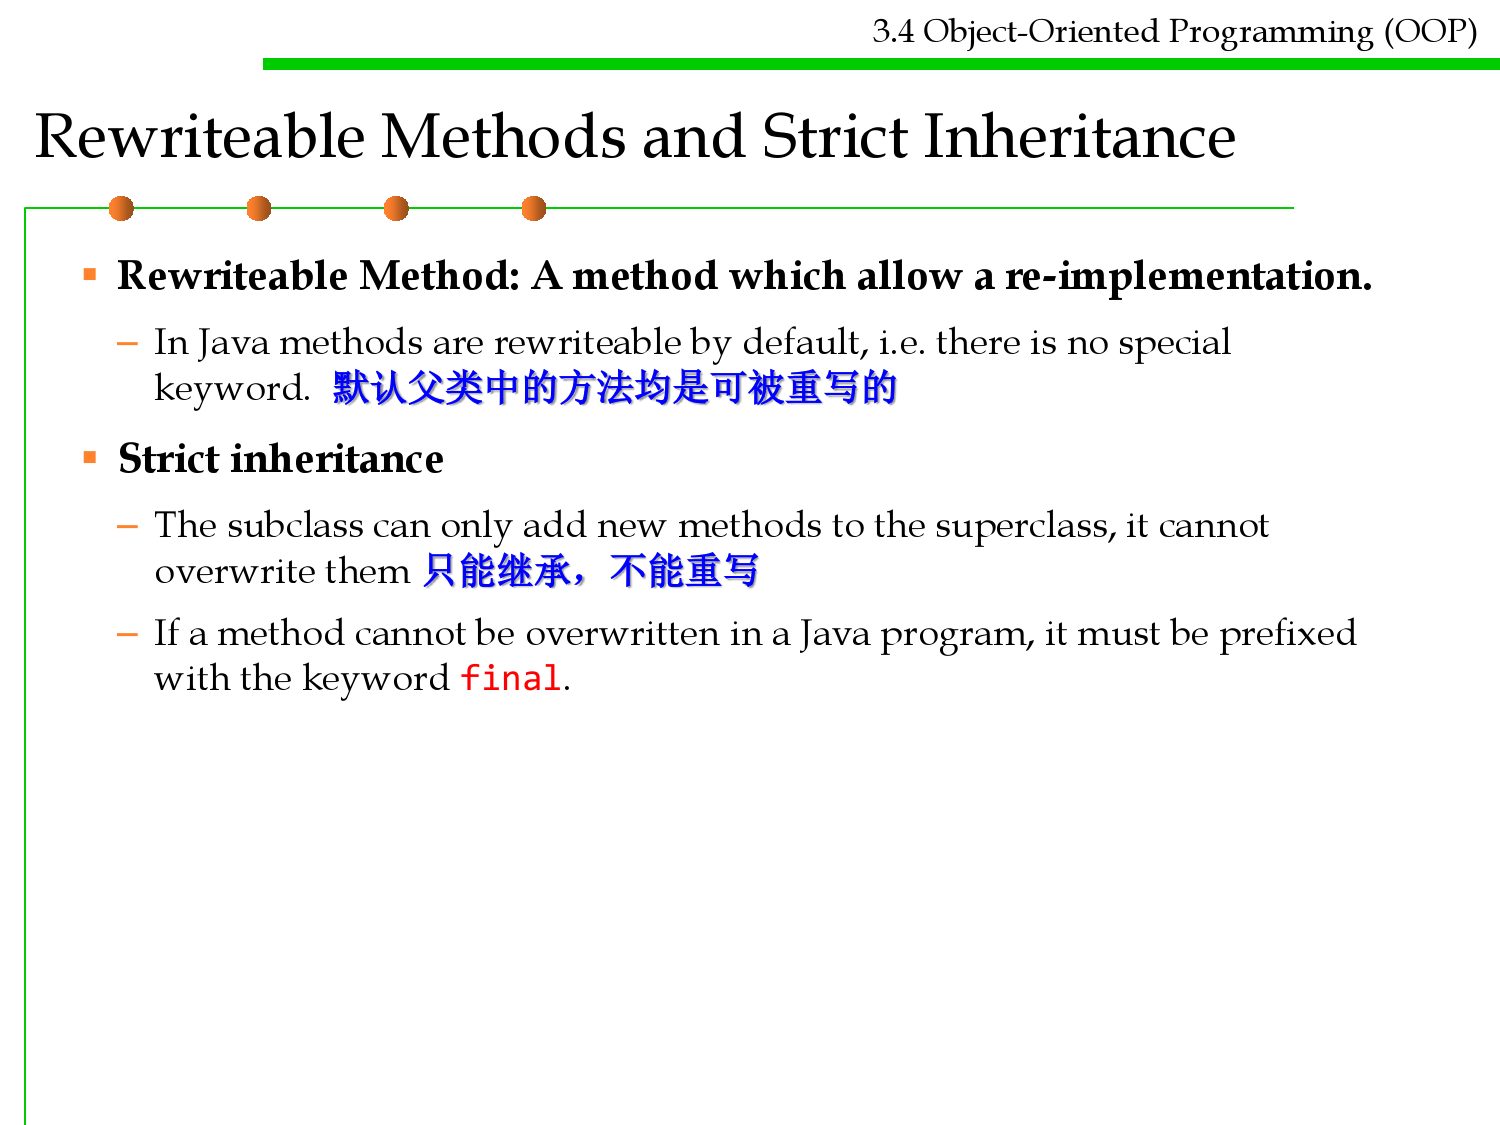 3.4 Object-Oriented Programming (OOP)
Rewriteable Methods and Strict Inheritance
▪ Rewriteable Method: A method which allow a re-implementation.
– In Java methods are rewriteable by default, i.e. there is no special
keyword. 默认父类中的方法均是可被重写的
▪ Strict inheritance
– The subclass can only add new methods to the superclass, it cannot
overwrite them 只能继承，不能重写
– If a method cannot be overwritten in a Java program, it must be prefixed
with the keyword final.